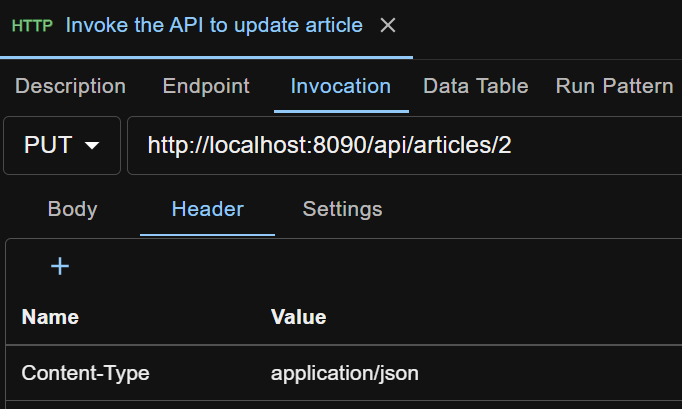 HTTP Invoke the API to update article
Description Endpoint Invocation Data Table Run Pattern
PUT http://localhost:8090/api/articles/2
Body Header Settings
+
Name Value
Content-Type application/json